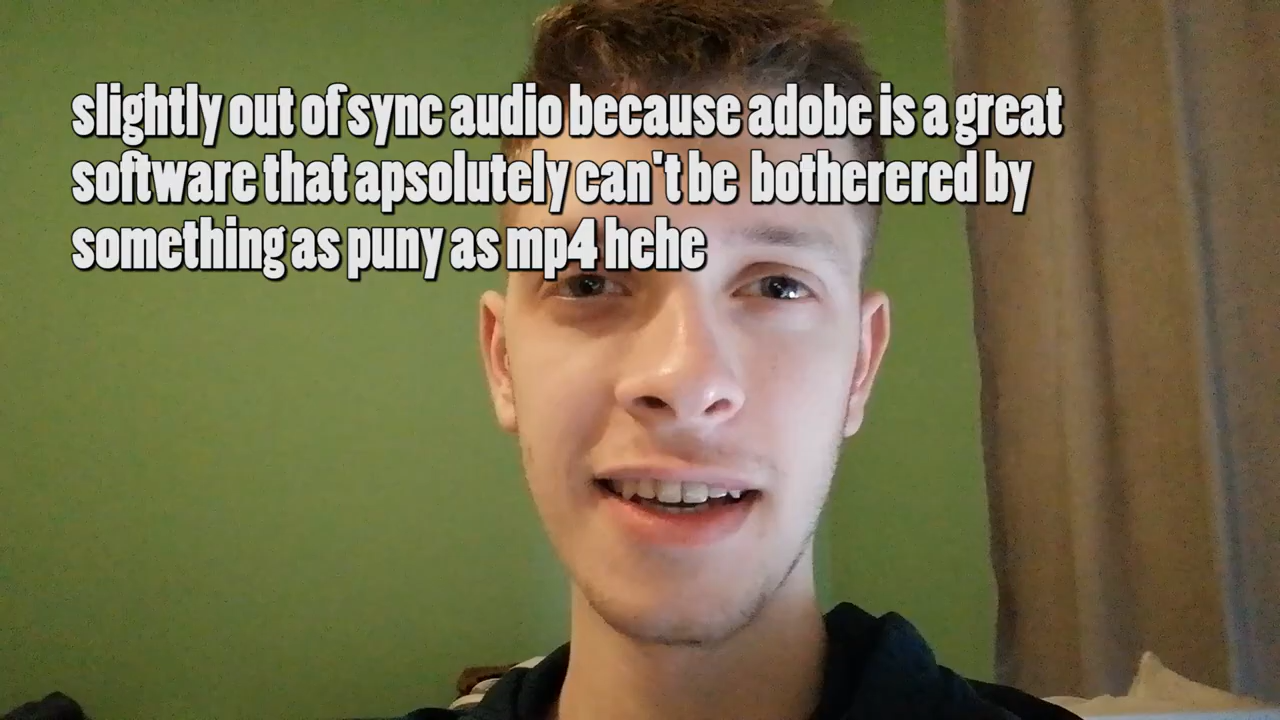 slightly out of sync audio because adobe is a great
software that apsolutely can't be botherered by
something as puny as mp4 hehe